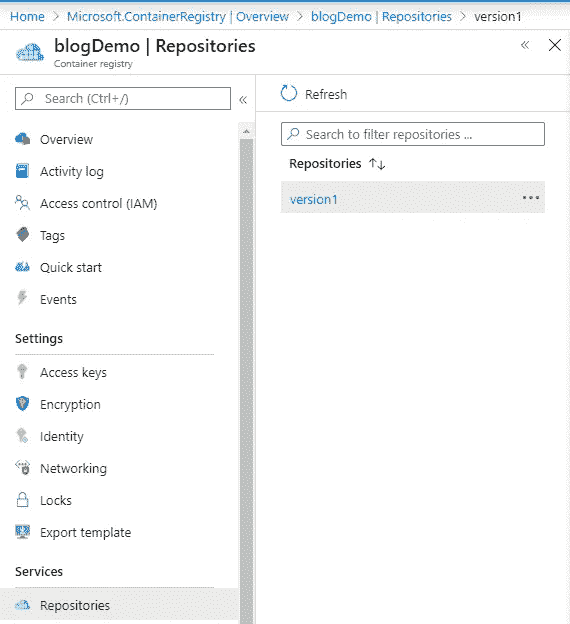 Home > Microsoft.ContainerRegistry | Overview > blogDemo | Repositories > version1
blogDemo | Repositories
Container registry
Search (Ctrl+/)
Overview
Activity log
Access control (IAM)
Tags
Quick start
Events
Settings
Access keys
Encryption
Identity
Networking
Locks
Export template
Services
Repositories
Refresh
Search to filter repositories ...
Repositories
version1